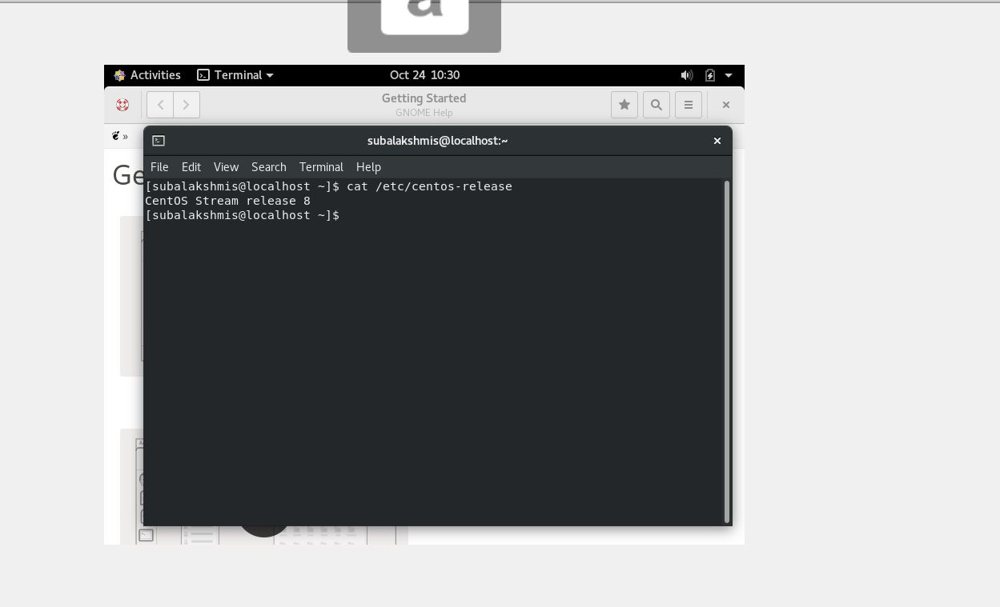 a
Activities Terminal Oct 24 10:30
Getting Started
GNOME Help
»
subalakshmis@localhost:~
File Edit View Search Terminal Help
[subalakshmis@localhost ~]$ cat /etc/centos-release
CentOS Stream release 8
[subalakshmis@localhost ~]$
Ge